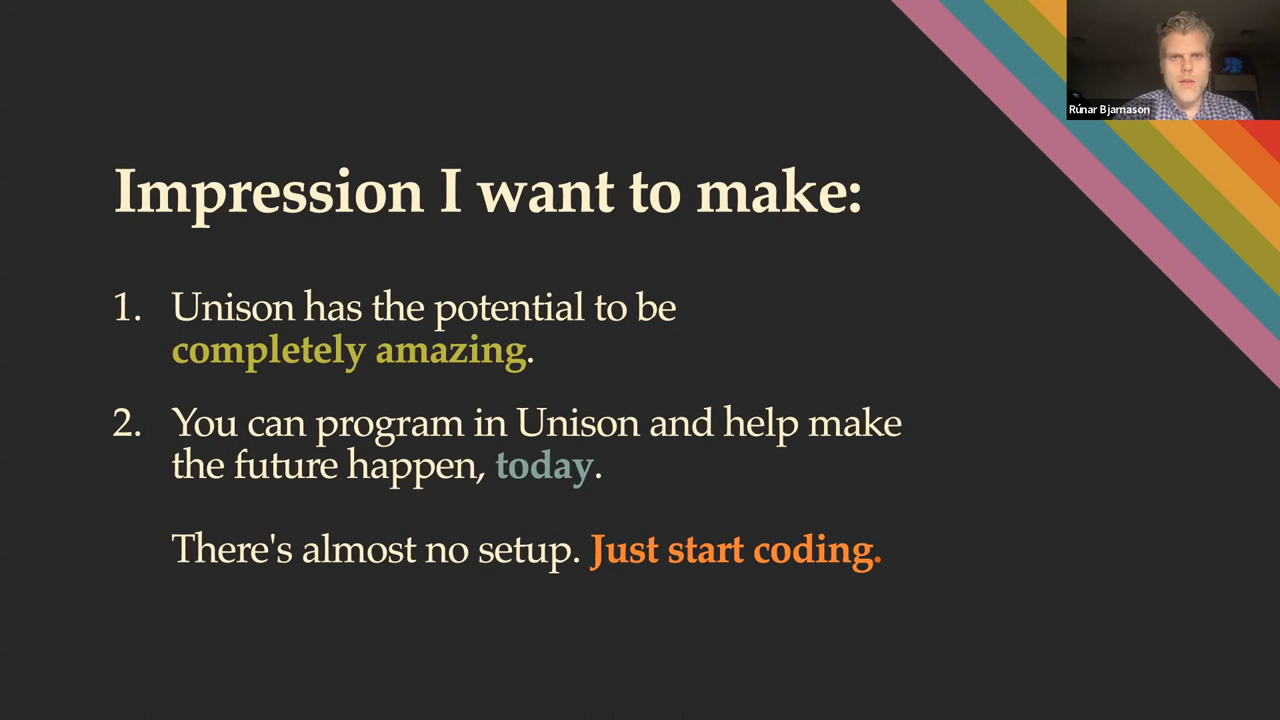 Rúnar Bjarnason
Impression I want to make:
1. Unison has the potential to be
completely amazing.
2. You can program in Unison and help make
the future happen, today.
There's almost no setup. Just start coding.